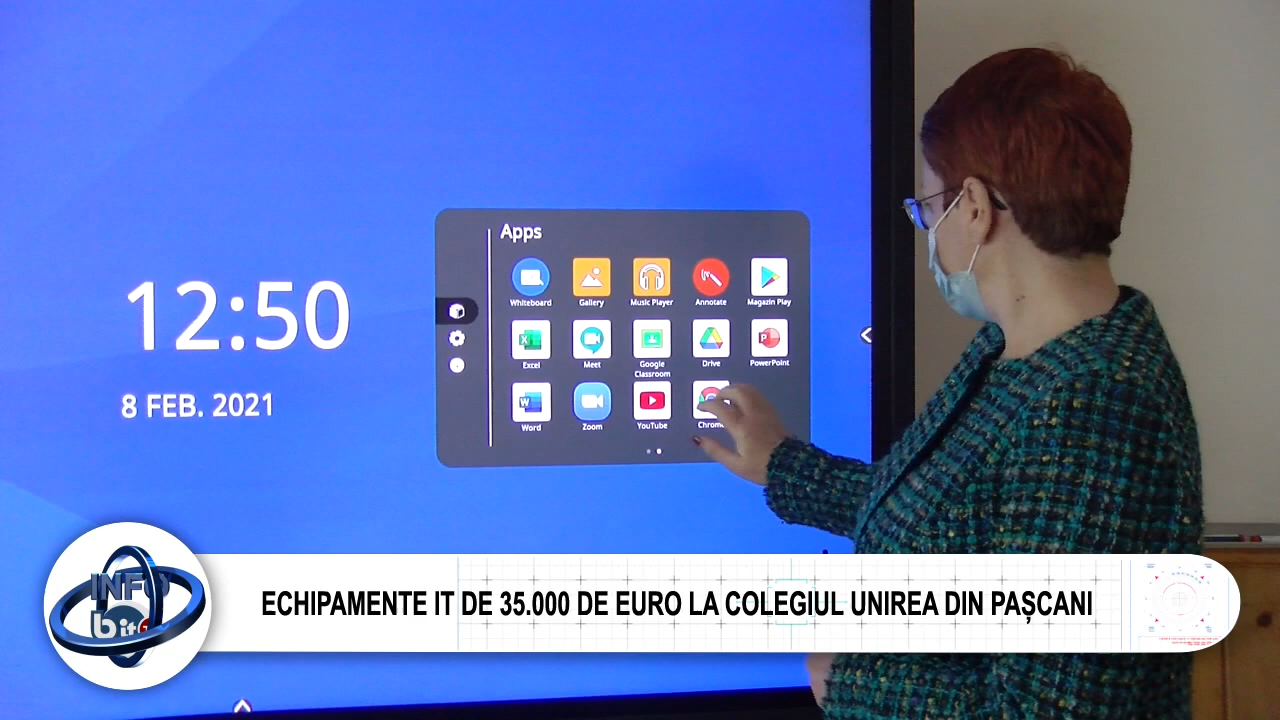 12:50
8 FEB. 2021
Apps
Whiteboard
Gallery
Music Player
Annotate
Magazin Play
Excel
Meet
Google
Classroom
Drive
PowerPoint
Word
Zoom
YouTube
Chrome
INFO
bit
ECHIPAMENTE IT DE 35.000 DE EURO LA COLEGIUL UNIREA DIN PAȘCANI